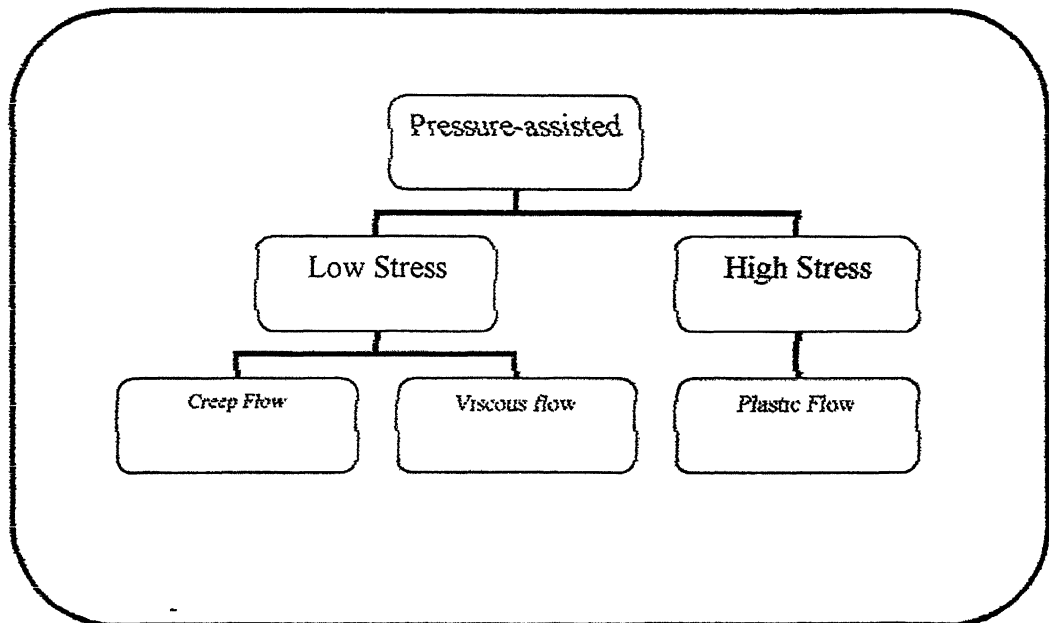 Pressure-assisted
Low Stress
High Stress
Creep Flow
Viscous flow
Plastic Flow